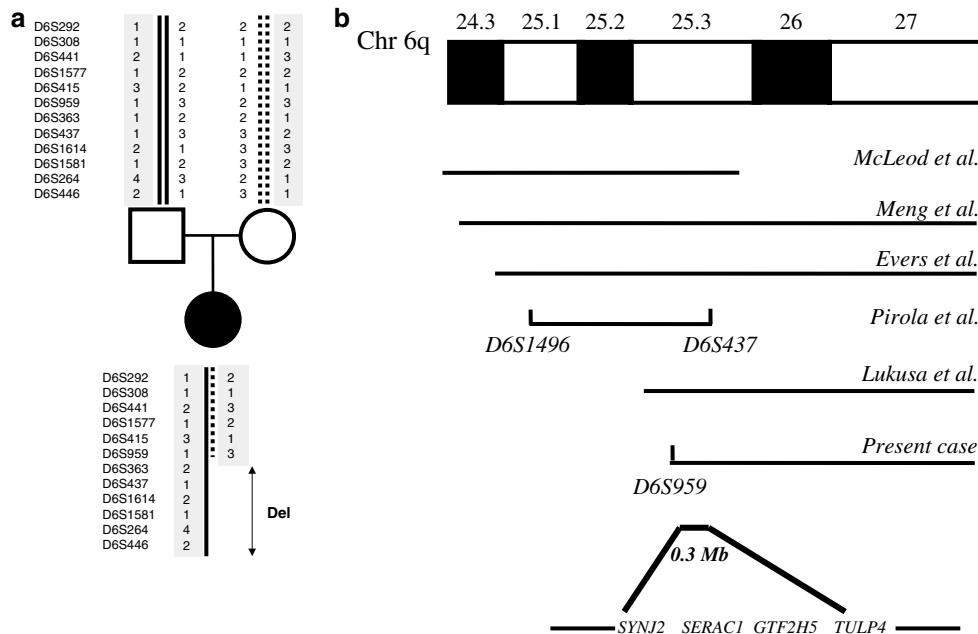 a
D6S292 1 2 2 2
D6S308 1 1 1 1
D6S441 2 1 1 3
D6S1577 1 2 2 2
D6S415 3 2 1 1
D6S959 1 3 2 3
D6S363 1 2 2 1
D6S437 1 3 3 2
D6S1614 2 1 3 3
D6S1581 1 2 3 2
D6S264 4 3 2 1
D6S446 2 1 3 1
D6S292 1 2
D6S308 1 1
D6S441 2 3
D6S1577 1 2
D6S415 3 1
D6S959 1 3
D6S363 2
D6S437 1
D6S1614 2
D6S1581 1
D6S264 4
D6S446 2
Del
b
24.3 25.1 25.2 25.3 26 27
Chr 6q
McLeod et al.
Meng et al.
Evers et al.
Pirola et al.
D6S1496 D6S437
Lukusa et al.
Present case
D6S959
0.3 Mb
SYNJ2 SERAC1 GTF2H5 TULP4